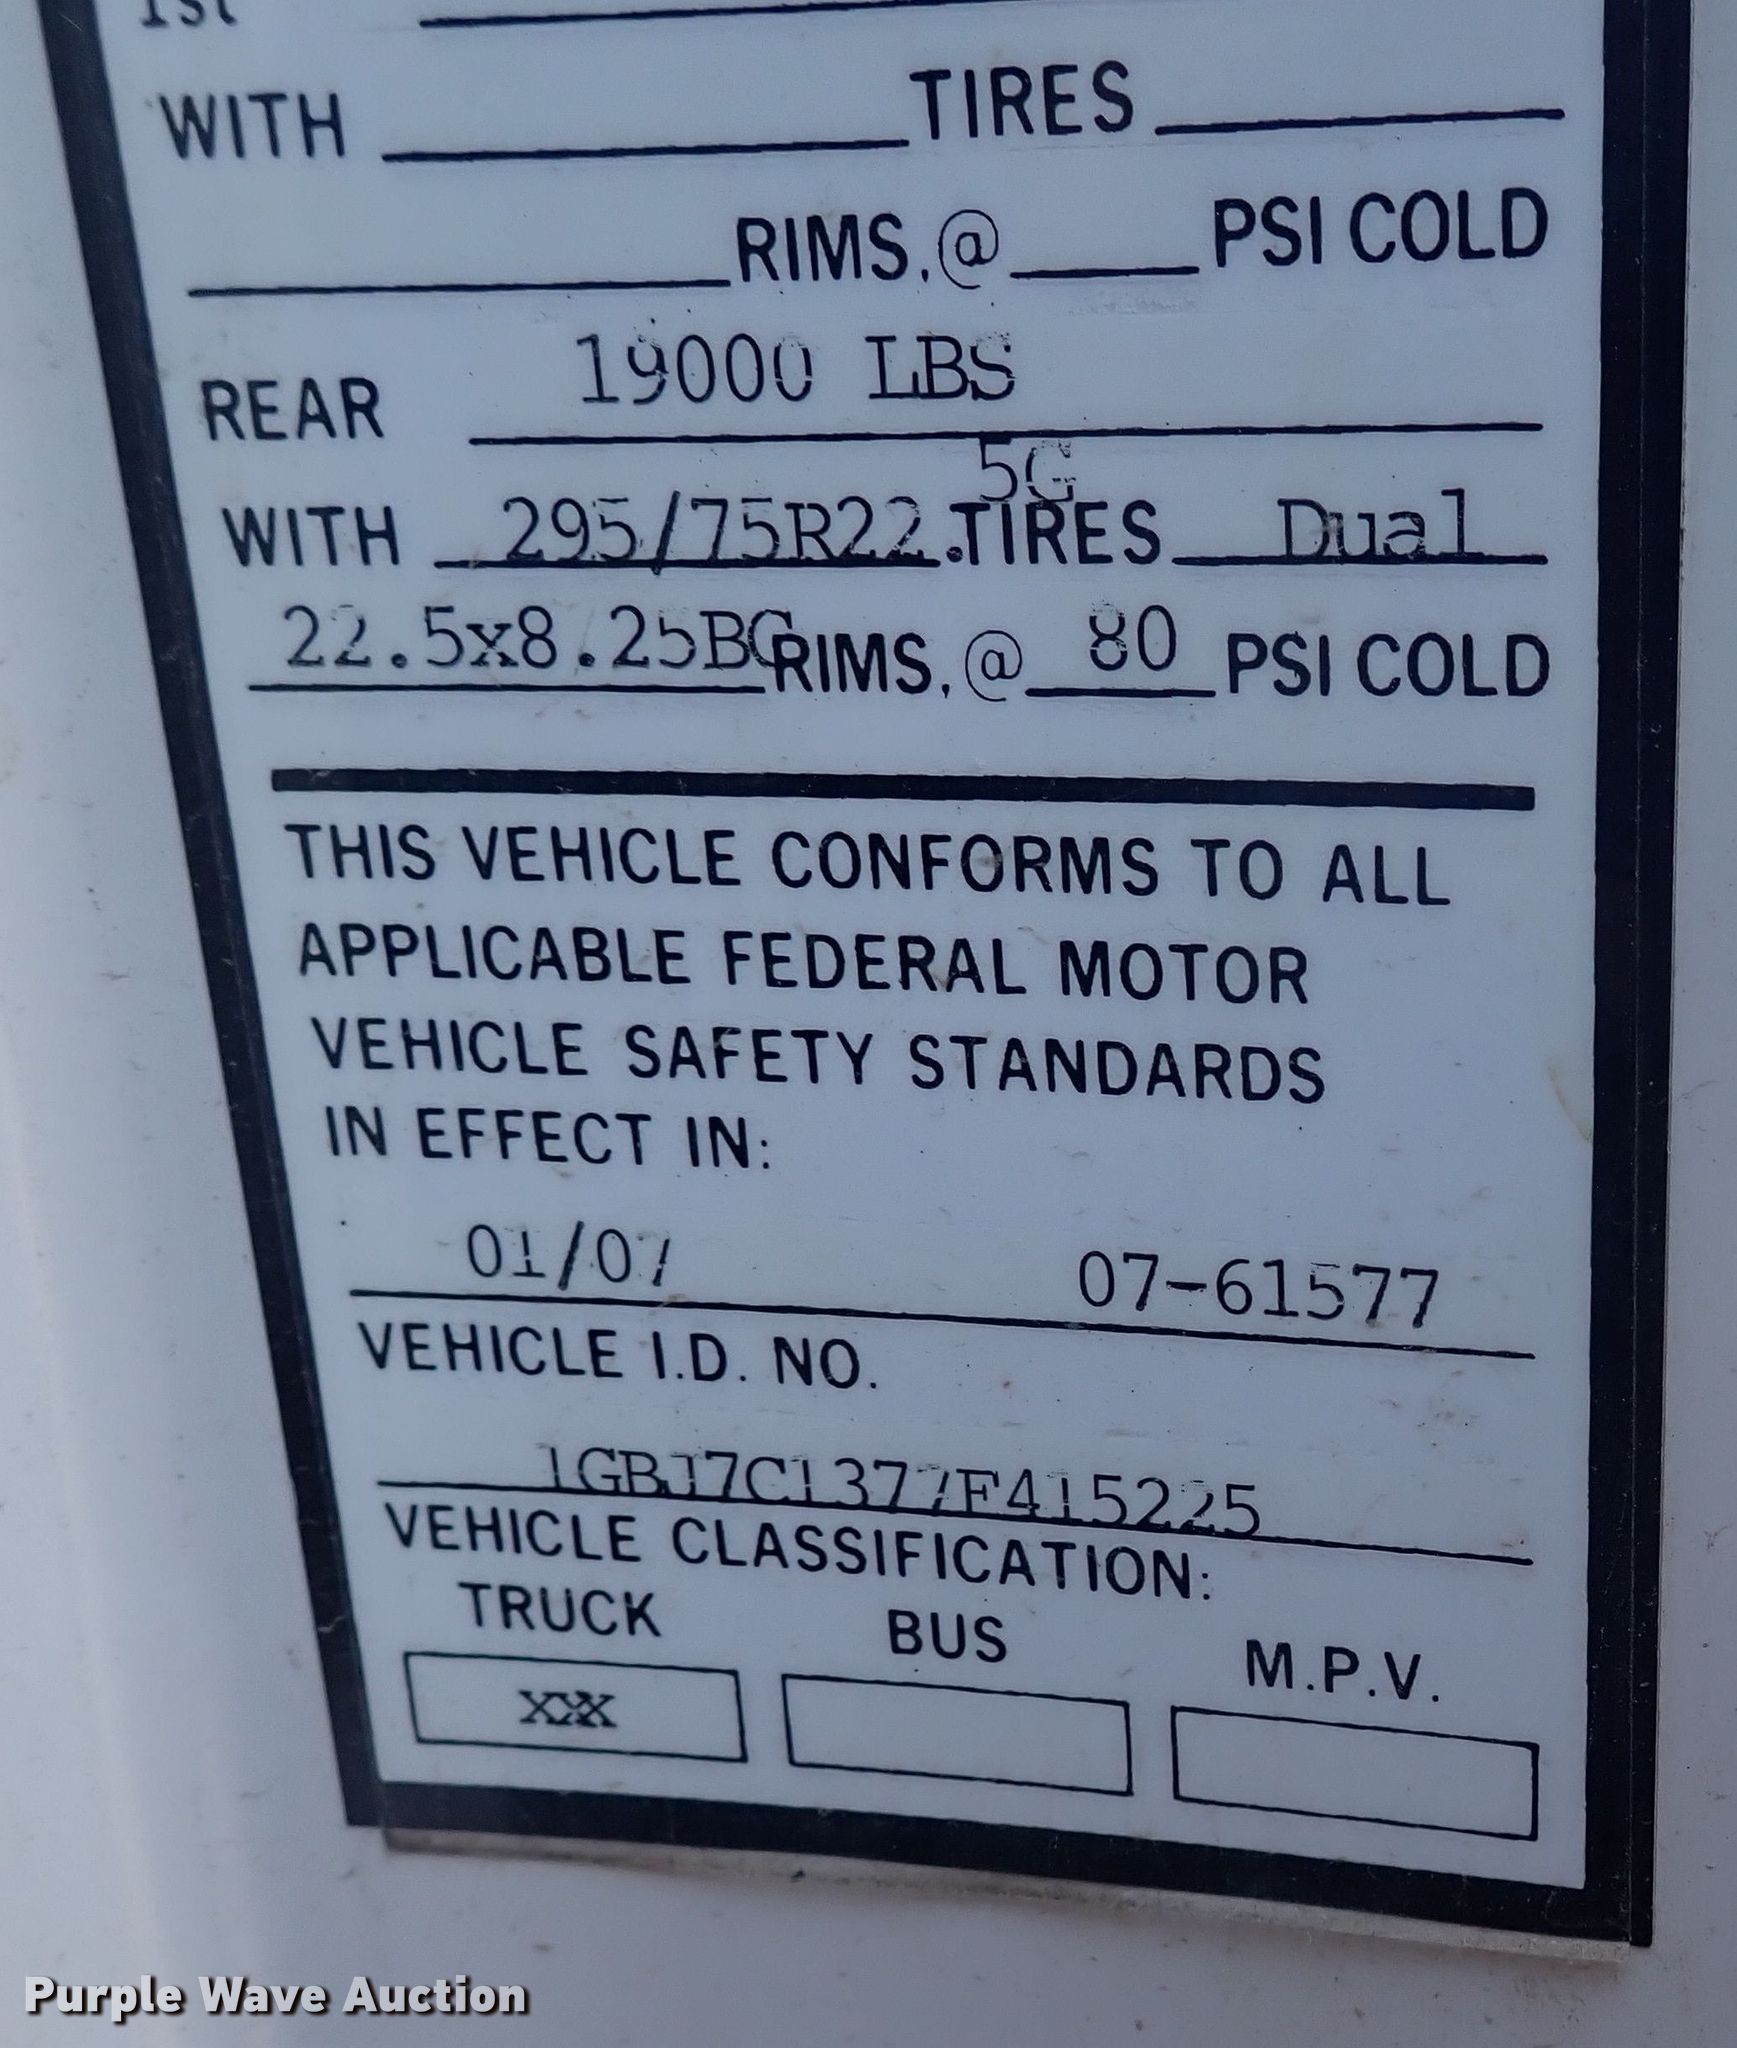 1st
WITH TIRES
RIMS, @ PSI COLD
REAR 19000 LBS
5G
WITH 295/75R22. TIRES Dual
22.5x8.25BG RIMS, @ 80 PSI COLD
THIS VEHICLE CONFORMS TO ALL
APPLICABLE FEDERAL MOTOR
VEHICLE SAFETY STANDARDS
IN EFFECT IN:
01/07 07-61577
VEHICLE I.D. NO.
1GBJ7C1377F415225
VEHICLE CLASSIFICATION:
TRUCK BUS M.P.V.
XXX
Purple Wave Auction